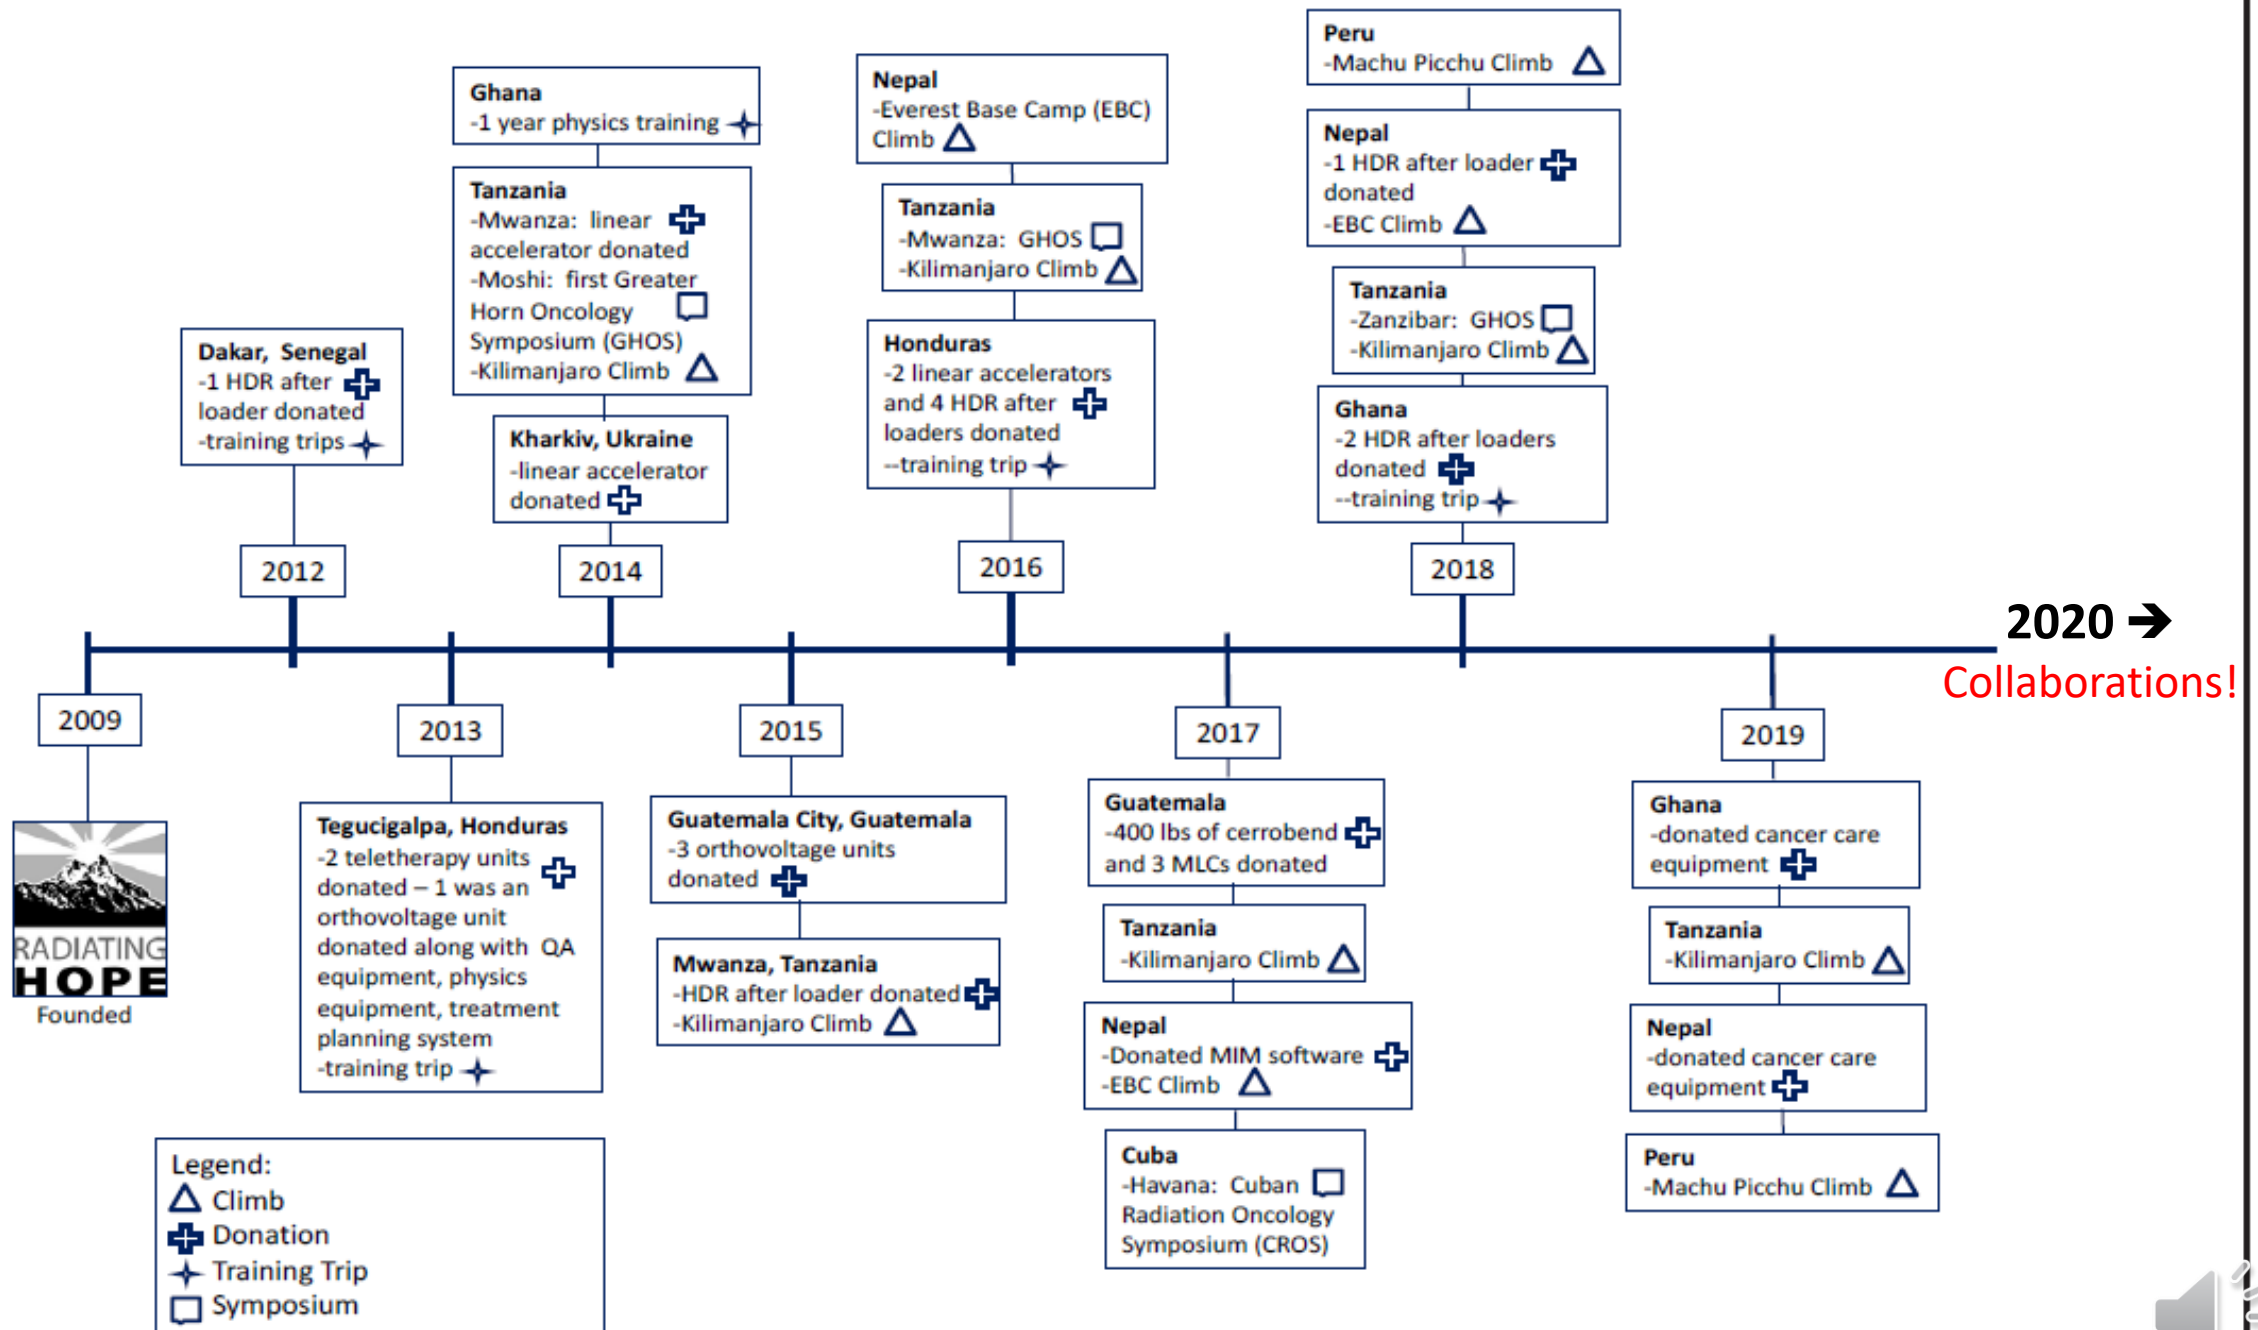 Peru
-Machu Picchu Climb
Nepal
-1 HDR after loader
donated
-EBC Climb
Tanzania
-Zanzibar: GHOS
-Kilimanjaro Climb
Ghana
-2 HDR after loaders
donated
--training trip
2018
Nepal
-Everest Base Camp (EBC)
Climb
Tanzania
-Mwanza: GHOS
-Kilimanjaro Climb
Honduras
-2 linear accelerators
and 4 HDR after
loaders donated
--training trip
2016
Ghana
-1 year physics training
Tanzania
-Mwanza: linear
accelerator donated
-Moshi: first Greater
Horn Oncology
Symposium (GHOS)
-Kilimanjaro Climb
Kharkiv, Ukraine
-linear accelerator
donated
2014
Dakar, Senegal
-1 HDR after
loader donated
-training trips
2012
2020 ➔
Collaborations!
2009
RADIATING
HOPE
Founded
2013
Tegucigalpa, Honduras
-2 teletherapy units
donated – 1 was an
orthovoltage unit
donated along with QA
equipment, physics
equipment, treatment
planning system
-training trip
2015
Guatemala City, Guatemala
-3 orthovoltage units
donated
Mwanza, Tanzania
-HDR after loader donated
-Kilimanjaro Climb
2017
Guatemala
-400 lbs of cerrobend
and 3 MLCs donated
Tanzania
-Kilimanjaro Climb
Nepal
-Donated MIM software
-EBC Climb
Cuba
-Havana: Cuban
Radiation Oncology
Symposium (CROS)
2019
Ghana
-donated cancer care
equipment
Tanzania
-Kilimanjaro Climb
Nepal
-donated cancer care
equipment
Peru
-Machu Picchu Climb
Legend:
Climb
Donation
Training Trip
Symposium